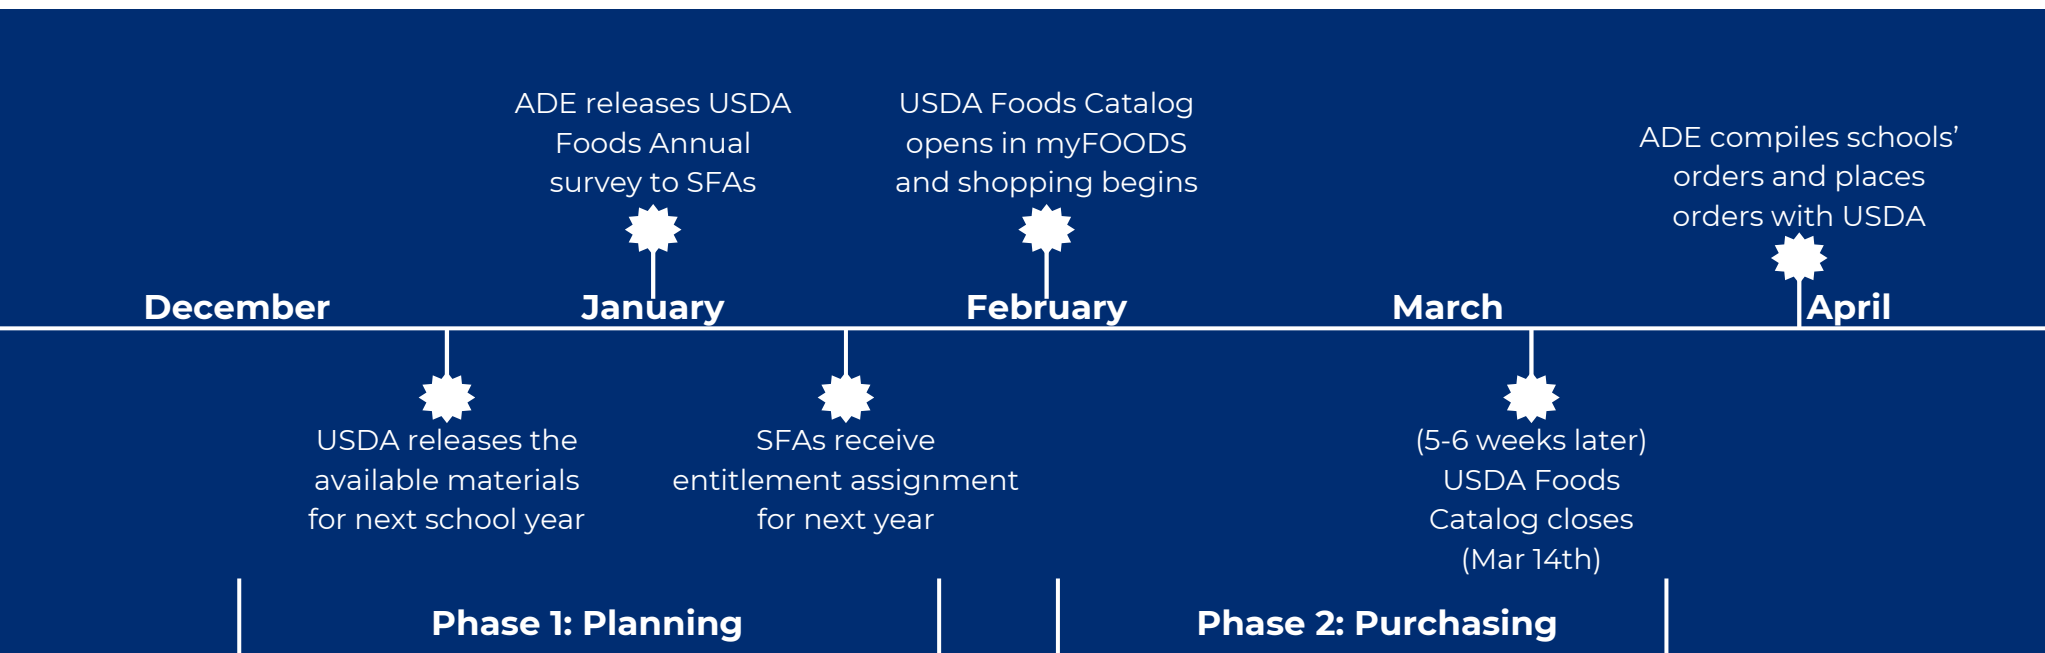 ADE releases USDA
Foods Annual
survey to SFAs
USDA Foods Catalog
opens in myFOODS
and shopping begins
ADE compiles schools’
orders and places
orders with USDA
December
January
February
March
April
USDA releases the
available materials
for next school year
SFAs receive
entitlement assignment
for next year
(5-6 weeks later)
USDA Foods
Catalog closes
(Mar 14th)
Phase 1: Planning
Phase 2: Purchasing